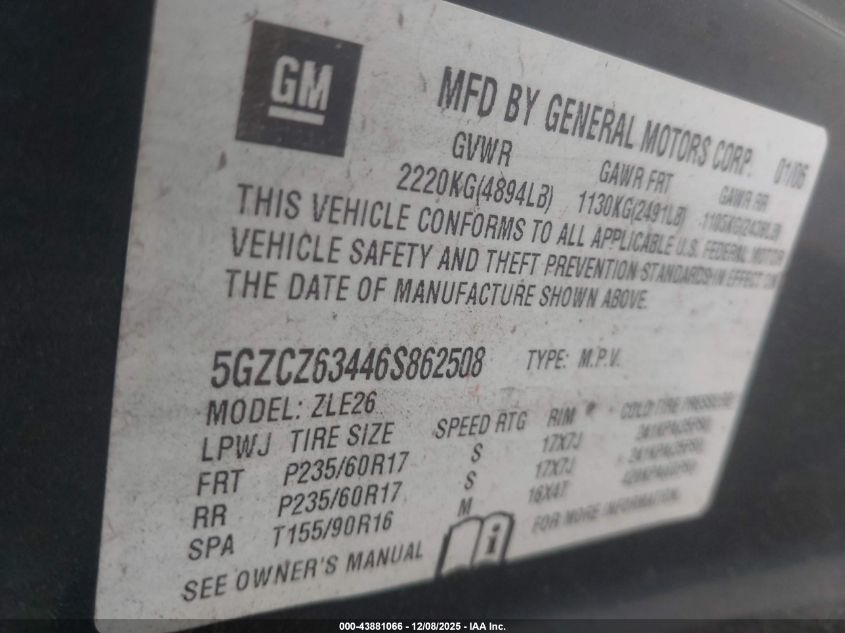 GM
MFD BY GENERAL MOTORS CORP. 01/06
GVWR GAWR FRT GAWR RR
2220KG(4894LB) 1130KG(2491LB) 1105KG(2436LB)
THIS VEHICLE CONFORMS TO ALL APPLICABLE U.S. FEDERAL MOTOR
VEHICLE SAFETY AND THEFT PREVENTION STANDARDS IN EFFECT ON
THE DATE OF MANUFACTURE SHOWN ABOVE.
5GZCZ63446S862508 TYPE: M.P.V.
MODEL: ZLE26
LPWJ TIRE SIZE SPEED RTG RIM COLD TIRE PRESSURE
FRT P235/60R17 S 17X7J
RR P235/60R17 S 17X7J
SPA T155/90R16 M 16X4T
SEE OWNER'S MANUAL FOR MORE INFORMATION.
000-43881066 - 12/08/2025 - IAA Inc.